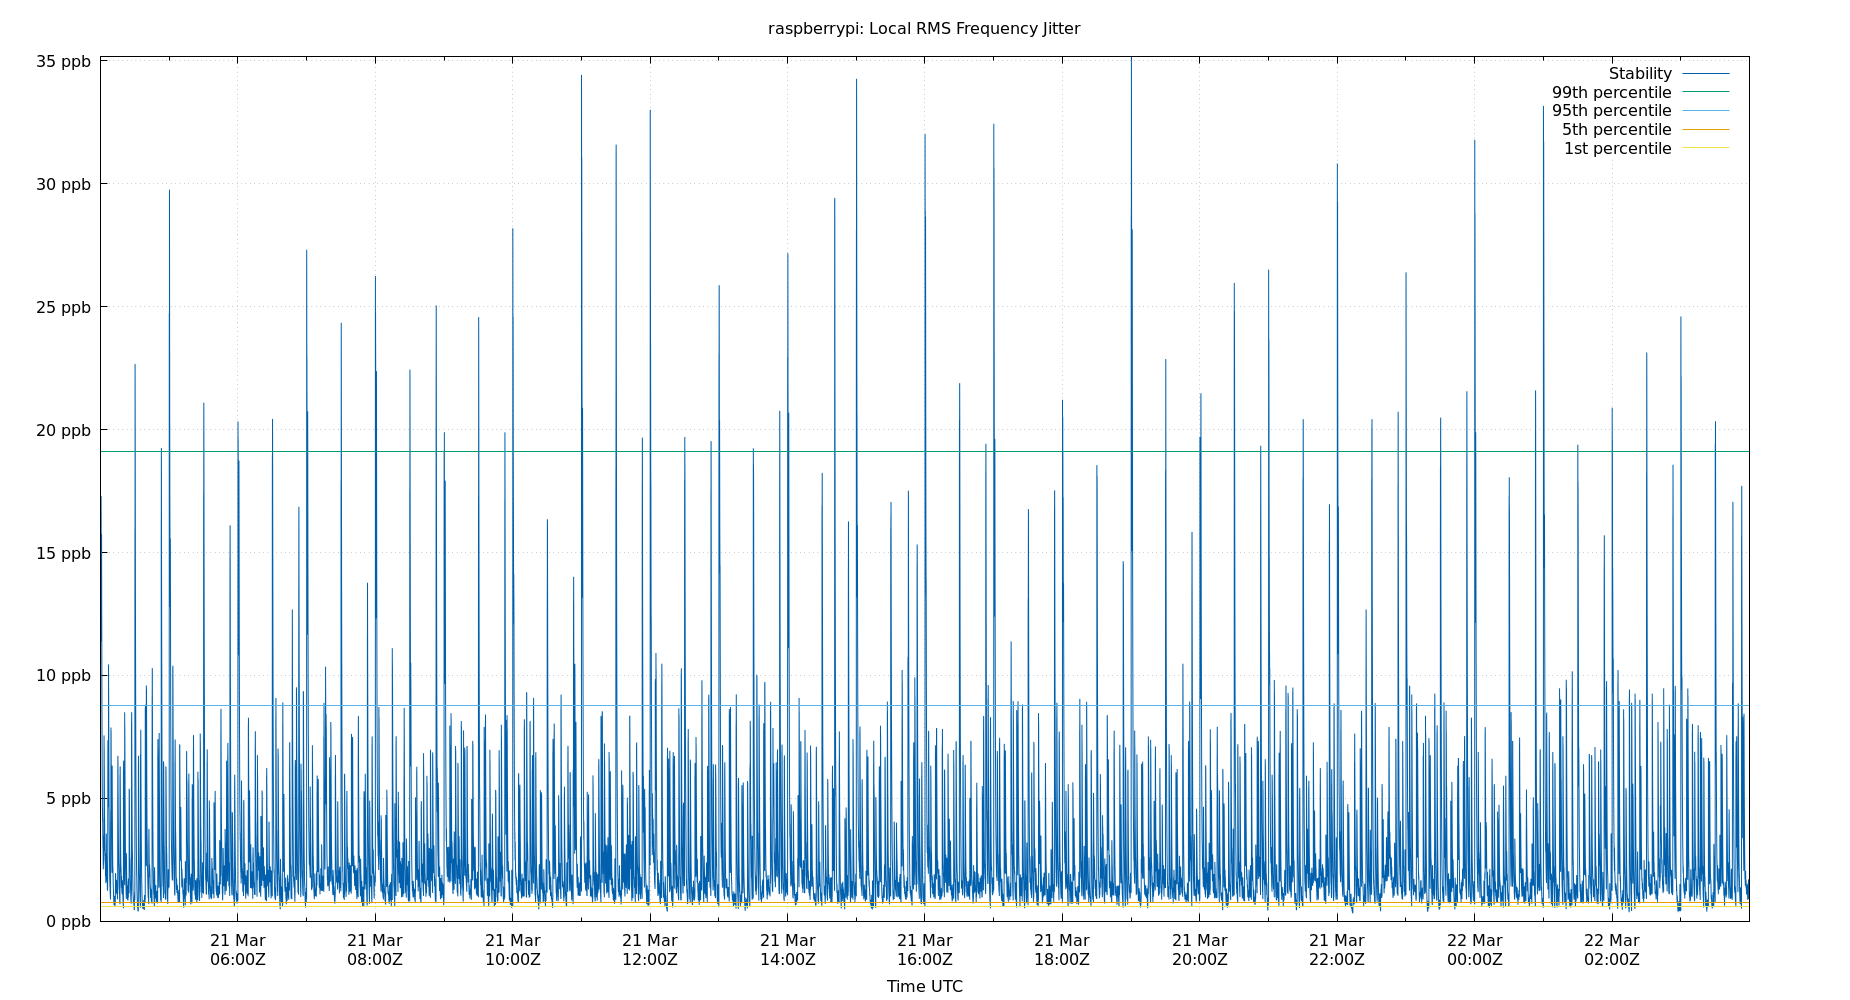 raspberrypi: Local RMS Frequency Jitter
35 ppb
30 ppb
25 ppb
20 ppb
15 ppb
10 ppb
5 ppb
0 ppb
Stability
99th percentile
95th percentile
5th percentile
1st percentile
21 Mar 21 Mar 21 Mar 21 Mar 21 Mar 21 Mar 21 Mar 21 Mar 21 Mar 22 Mar 22 Mar
06:00Z 08:00Z 10:00Z 12:00Z 14:00Z 16:00Z 18:00Z 20:00Z 22:00Z 00:00Z 02:00Z
Time UTC